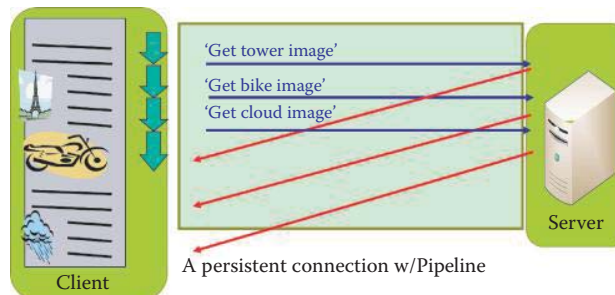 ‘Get tower image’
‘Get bike image’
‘Get cloud image’
Client
Server
A persistent connection w/Pipeline